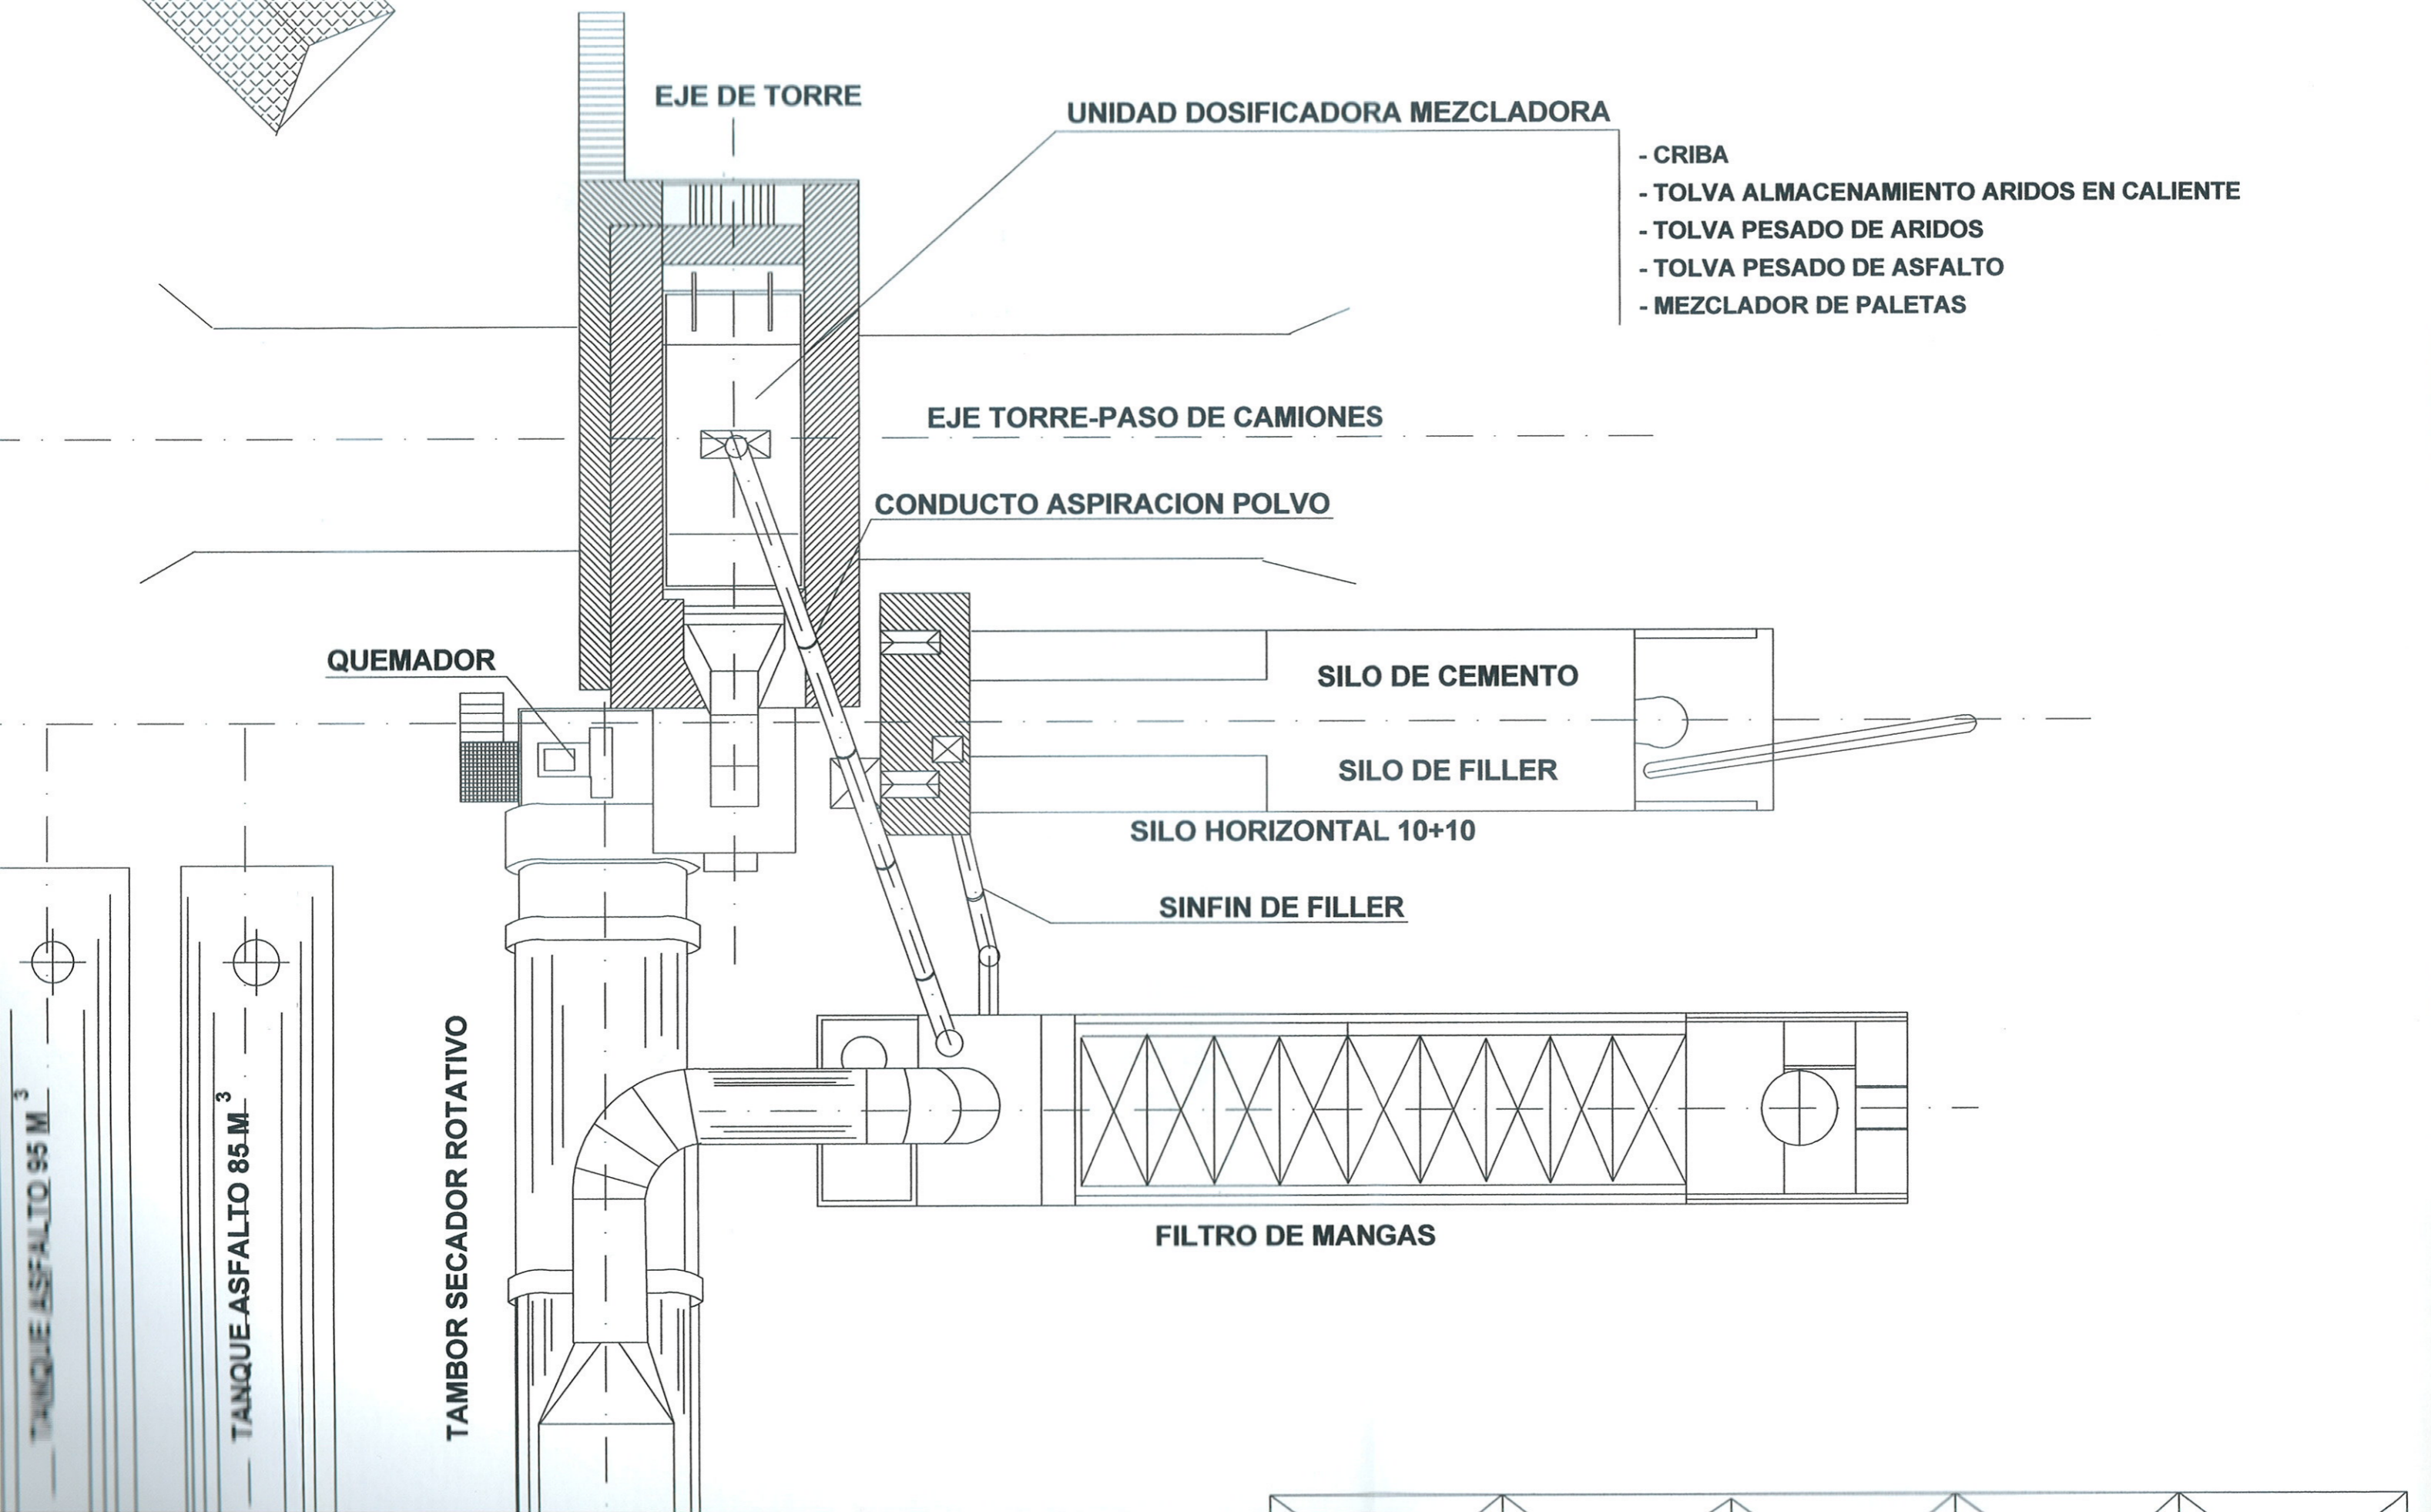 EJE DE TORRE
UNIDAD DOSIFICADORA MEZCLADORA
- CRIBA
- TOLVA ALMACENAMIENTO ARIDOS EN CALIENTE
- TOLVA PESADO DE ARIDOS
- TOLVA PESADO DE ASFALTO
- MEZCLADOR DE PALETAS
EJE TORRE-PASO DE CAMIONES
CONDUCTO ASPIRACION POLVO
QUEMADOR
SILO DE CEMENTO
SILO DE FILLER
SILO HORIZONTAL 10+10
SINFIN DE FILLER
TANQUE ASFALTO 95 M³
TANQUE ASFALTO 85 M³
TAMBOR SECADOR ROTATIVO
FILTRO DE MANGAS